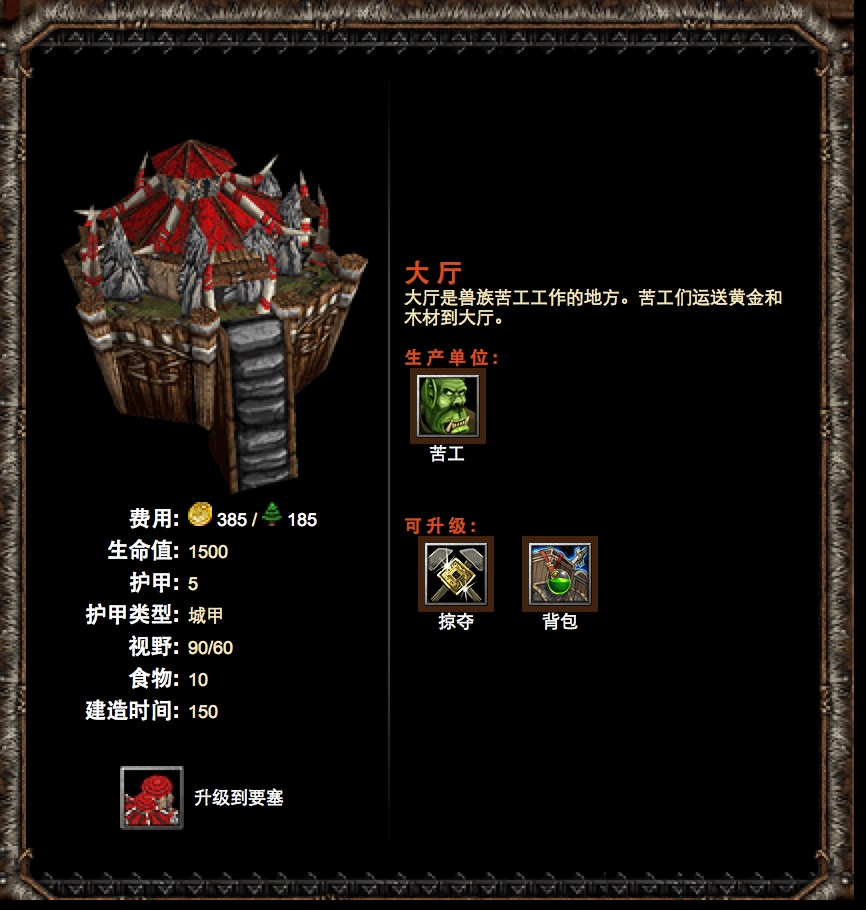 大厅
大厅是兽族苦工工作的地方。苦工们运送黄金和
木材到大厅。
生产单位:
苦工
可升级:
掠夺 背包
费用: 385 / 185
生命值: 1500
护甲: 5
护甲类型: 城甲
视野: 90/60
食物: 10
建造时间: 150
升级到要塞